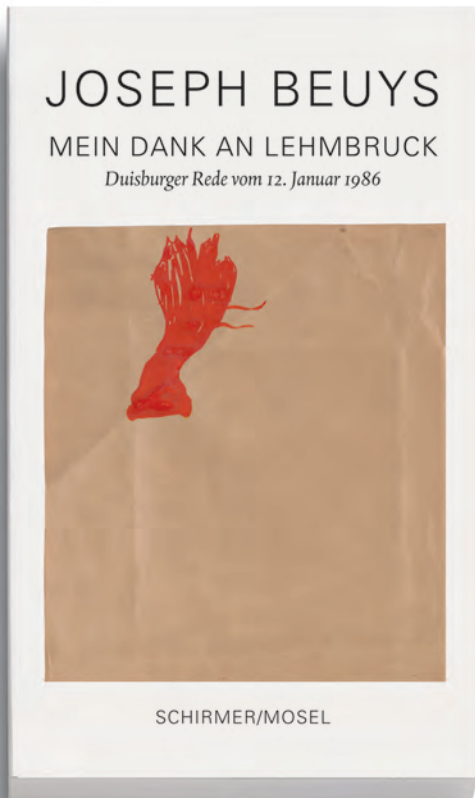 JOSEPH BEUYS
MEIN DANK AN LEHMBRUCK
Duisburger Rede vom 12. Januar 1986
SCHIRMER/MOSEL